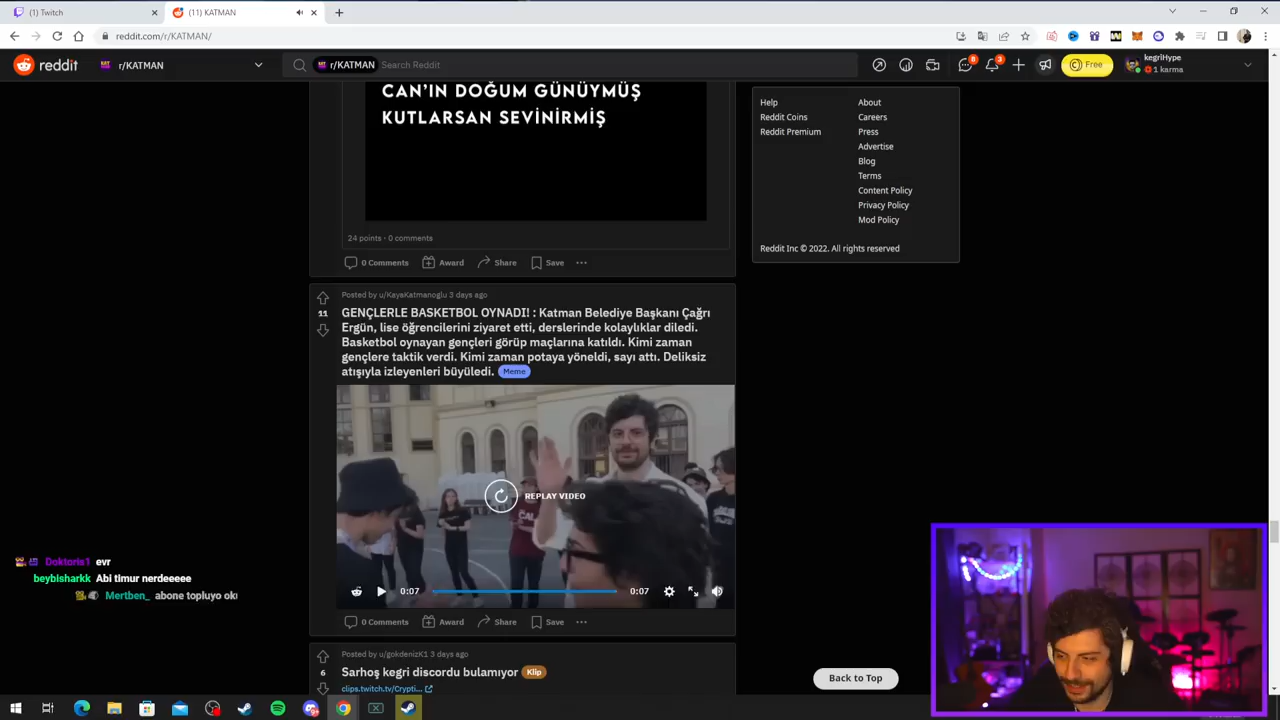 (1) Twitch
(11) KATMAN
reddit.com/r/KATMAN/
reddit
r/KATMAN
r/KATMAN
Search Reddit
8
3
Free
kegriHype
1 karma
CAN'IN DOĞUM GÜNÜYMÜŞ
KUTLARSAN SEVİNİRMİŞ
24 points · 0 comments
0 Comments
Award
Share
Save
Help
About
Reddit Coins
Careers
Reddit Premium
Press
Advertise
Blog
Terms
Content Policy
Privacy Policy
Mod Policy
Reddit Inc © 2022. All rights reserved
Posted by u/KayaKatmanoglu 3 days ago
11
GENÇLERLE BASKETBOL OYNADI! : Katman Belediye Başkanı Çağrı
Ergün, lise öğrencilerini ziyaret etti, derslerinde kolaylıklar diledi.
Basketbol oynayan gençleri görüp maçlarına katıldı. Kimi zaman
gençlere taktik verdi. Kimi zaman potaya yöneldi, sayı attı. Deliksiz
atışıyla izleyenleri büyüledi. Meme
REPLAY VIDEO
0:07
0:07
0 Comments
Award
Share
Save
Doktoris1 evr
beybisharkk Abi timur nerdeeeee
Mertben_ abone topluyo oku
Posted by u/gokdenizK1 3 days ago
6
Sarhoş kegri discordu bulamıyor Klip
clips.twitch.tv/Crypti...
Back to Top